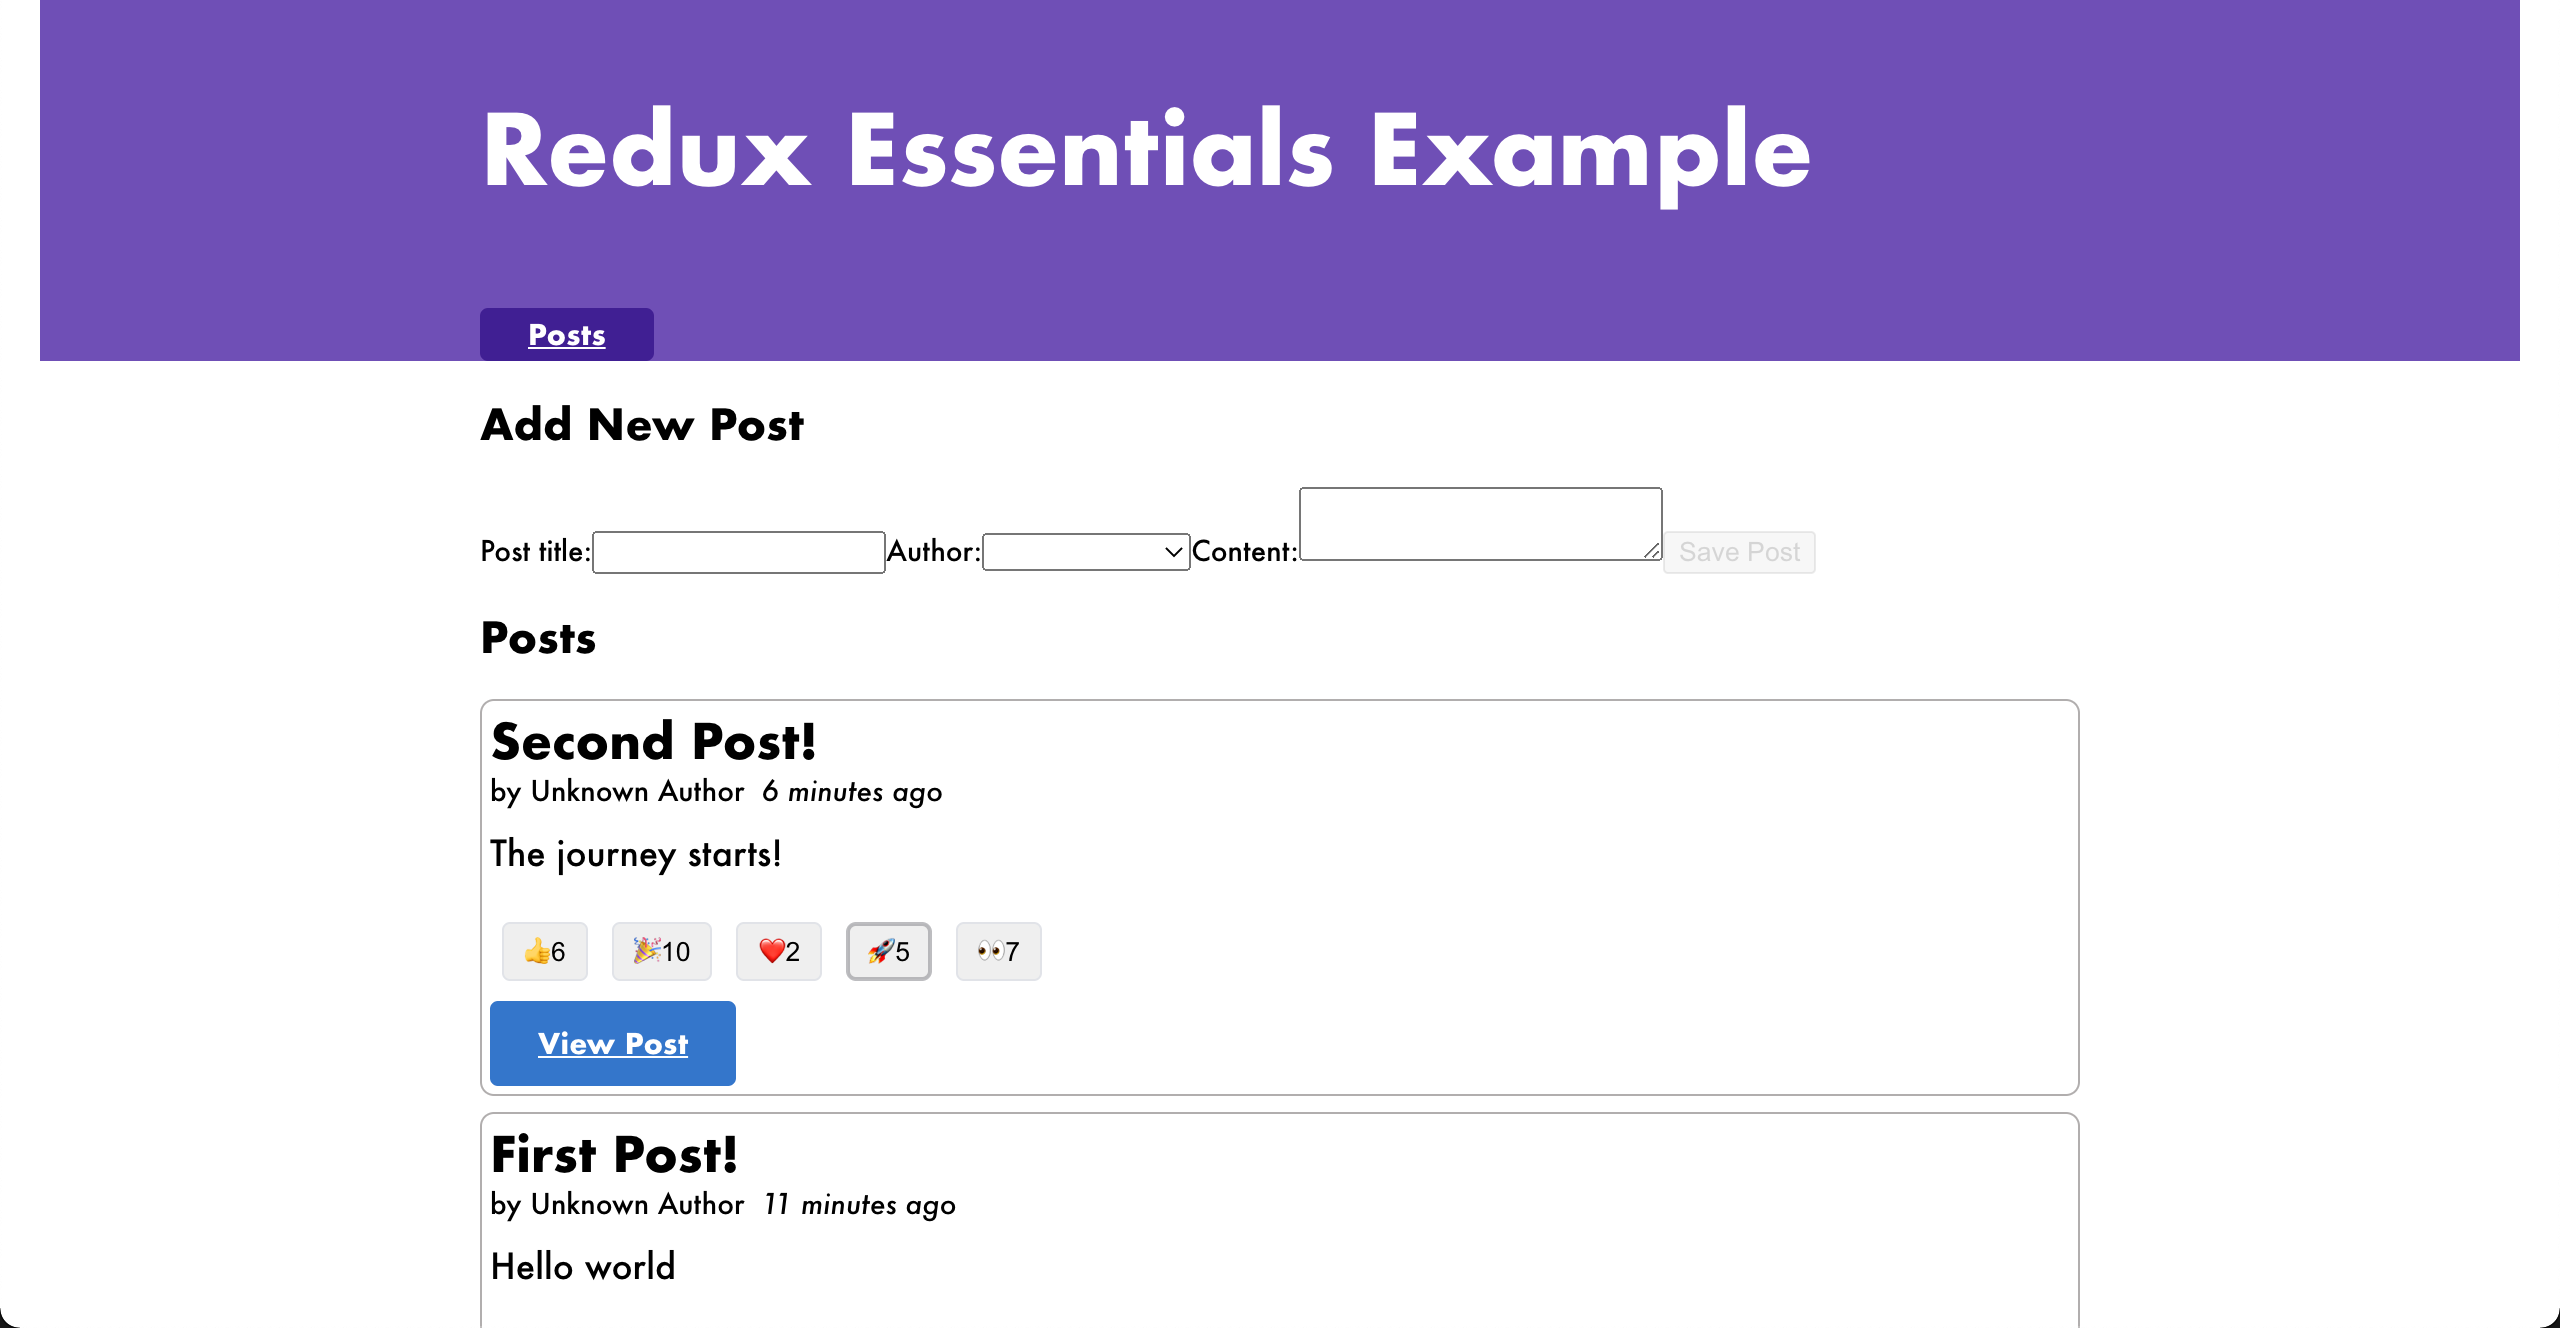 Redux Essentials Example
Posts
Add New Post
Post title: Author: Content: Save Post
Posts
Second Post!
by Unknown Author 6 minutes ago
The journey starts!
👍6 🎉10 ❤️2 🚀5 👀7
View Post
First Post!
by Unknown Author 11 minutes ago
Hello world